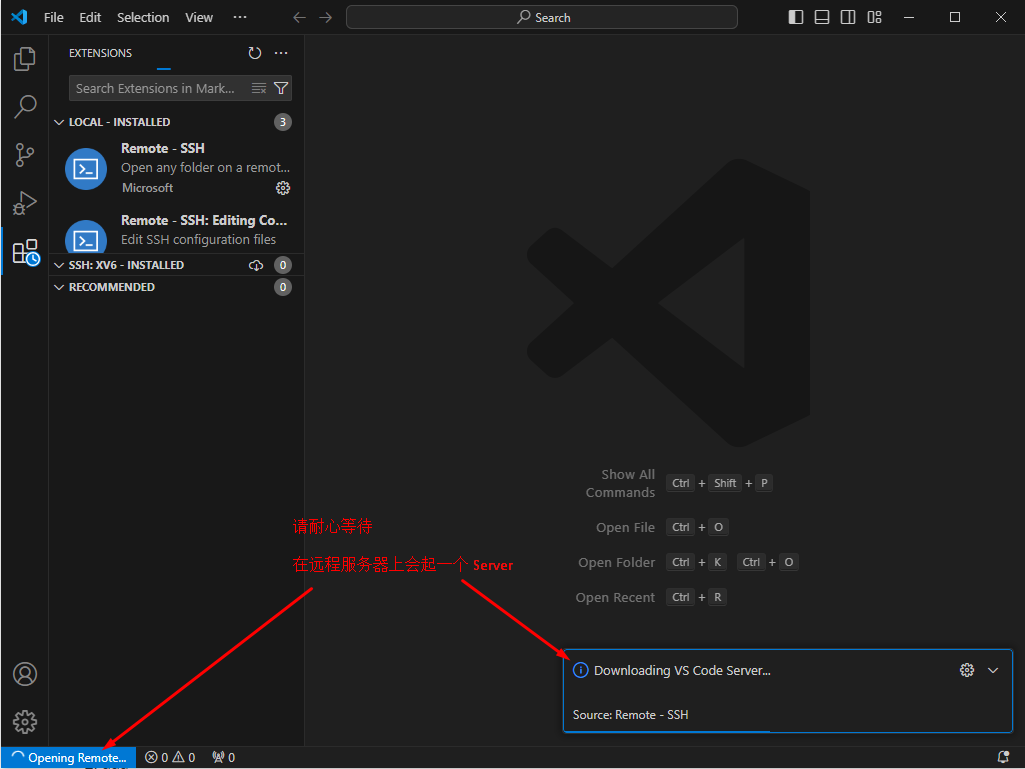 File Edit Selection View ···
Search
EXTENSIONS
Search Extensions in Mark...
LOCAL - INSTALLED 3
Remote - SSH
Open any folder on a remot...
Microsoft
Remote - SSH: Editing Co...
Edit SSH configuration files
SSH: XV6 - INSTALLED 0
RECOMMENDED 0
Show All Commands Ctrl + Shift + P
Open File Ctrl + O
Open Folder Ctrl + K Ctrl + O
Open Recent Ctrl + R
请耐心等待
在远程服务器上会起一个 Server
Downloading VS Code Server...
Source: Remote - SSH
Opening Remote... 0 0 0